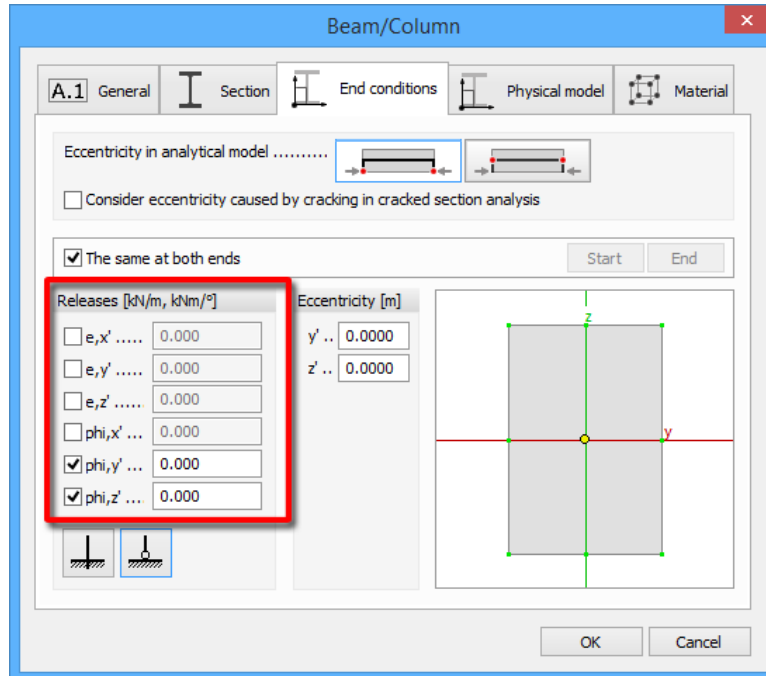 Beam/Column
A.1 General Section End conditions Physical model Material
Eccentricity in analytical model ..........
Consider eccentricity caused by cracking in cracked section analysis
The same at both ends Start End
Releases [kN/m, kNm/°] Eccentricity [m]
e,x' ..... 0.000 y' .. 0.0000
e,y' ..... 0.000 z' .. 0.0000
e,z' ...... 0.000
phi,x' ... 0.000
phi,y' ... 0.000
phi,z' .... 0.000
z
y
OK Cancel